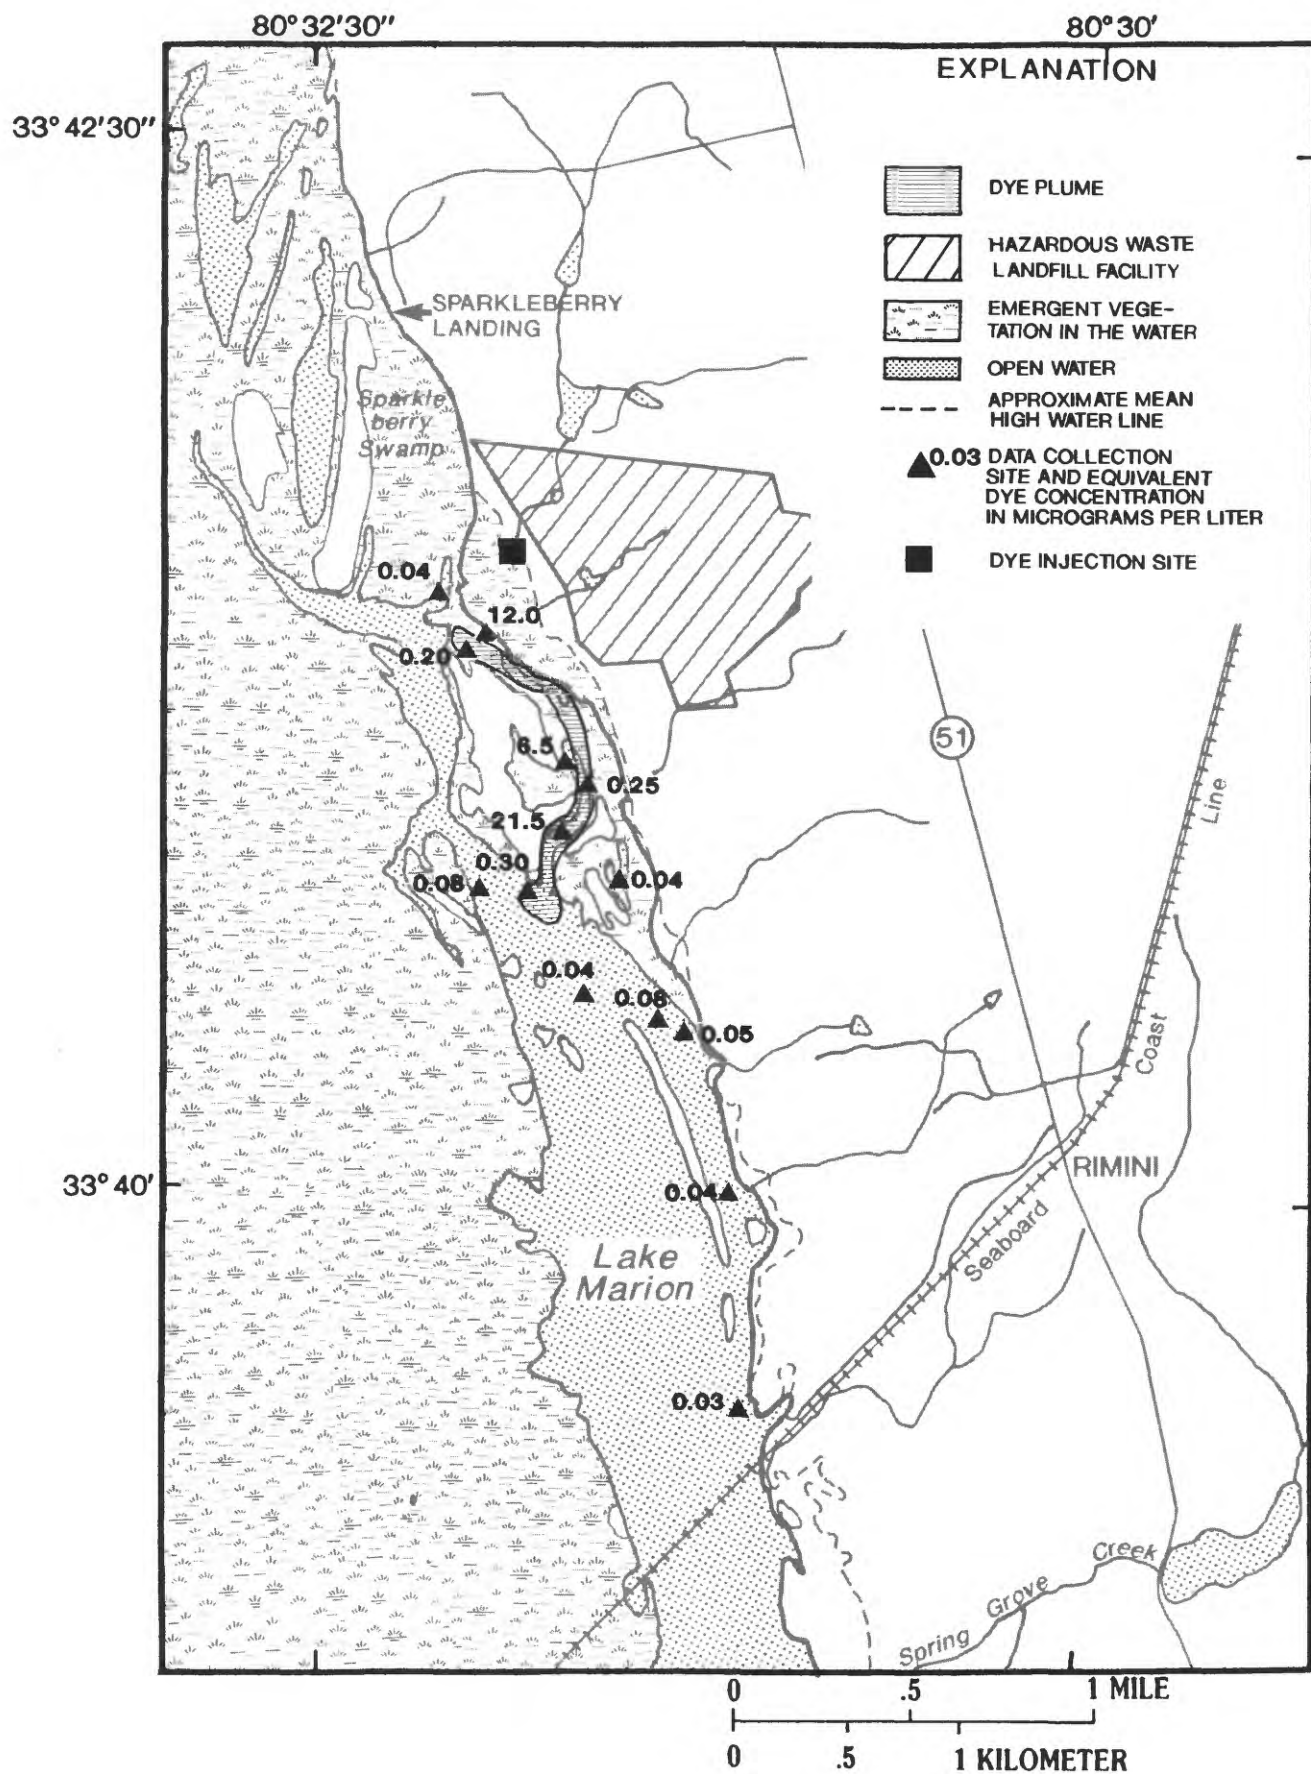 80°32'30"
80°30'
EXPLANATION
33°42'30"
DYE PLUME
HAZARDOUS WASTE
LANDFILL FACILITY
EMERGENT VEGE-
TATION IN THE WATER
OPEN WATER
APPROXIMATE MEAN
HIGH WATER LINE
0.03 DATA COLLECTION
SITE AND EQUIVALENT
DYE CONCENTRATION
IN MICROGRAMS PER LITER
DYE INJECTION SITE
SPARKLEBERRY
LANDING
Sparkle
berry
Swamp
0.04
12.0
0.20
51
6.5
0.25
21.5
0.30
0.08
0.04
0.04
0.08
0.05
Line
Coast
RIMINI
33°40'
0.04
Seaboard
Lake
Marion
0.03
Creek
Grove
Spring
0 .5 1 MILE
0 .5 1 KILOMETER